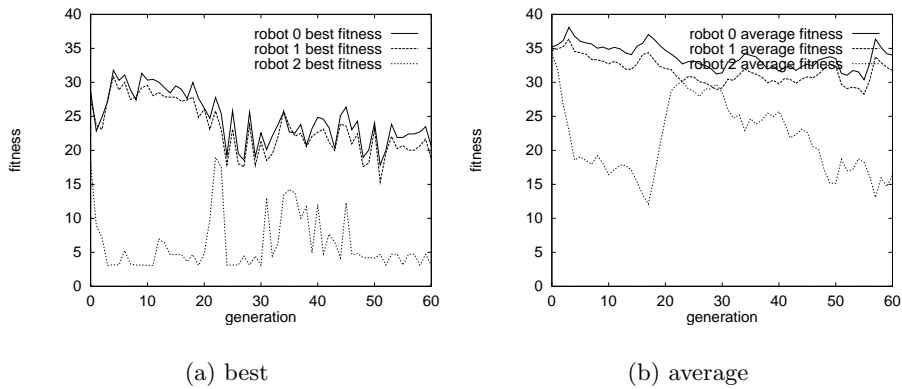 40
35
30
25
20
15
10
5
0
fitness
robot 0 best fitness
robot 1 best fitness
robot 2 best fitness
0 10 20 30 40 50 60
generation
(a) best
40
35
30
25
20
15
10
5
0
fitness
robot 0 average fitness
robot 1 average fitness
robot 2 average fitness
0 10 20 30 40 50 60
generation
(b) average